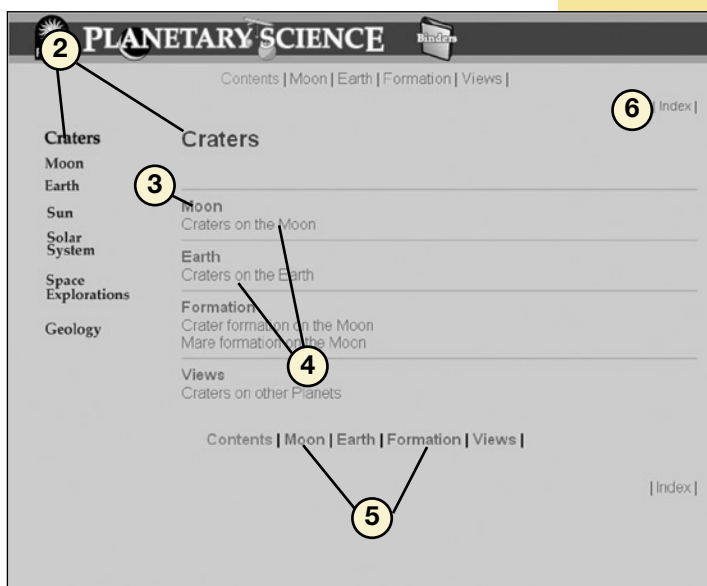 PLANETARY SCIENCE
Binders
2
Contents | Moon | Earth | Formation | Views |
6
| Index |
Craters
Moon
Earth
Sun
Solar
System
Space
Explorations
Geology
Craters
3
Moon
Craters on the Moon
Earth
Craters on the Earth
Formation
Crater formation on the Moon
Mare formation on the Moon
4
Views
Craters on other Planets
Contents | Moon | Earth | Formation | Views |
5
| Index |